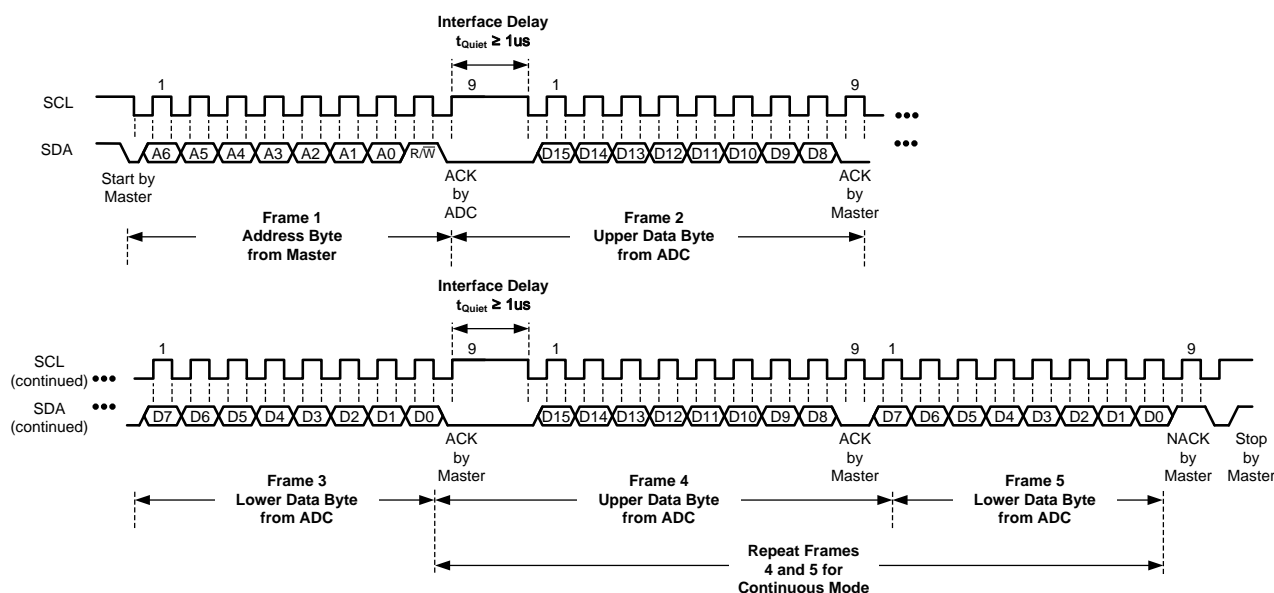 Interface Delay
tQuiet ≥ 1us
1 9 1 9
SCL •••
SDA A6 A5 A4 A3 A2 A1 A0 R/W̅ D15 D14 D13 D12 D11 D10 D9 D8 •••
Start by
Master
ACK
by
ADC
ACK
by
Master
Frame 1
Address Byte
from Master
Frame 2
Upper Data Byte
from ADC
Interface Delay
tQuiet ≥ 1us
1 9 1 9 1 9
SCL
(continued) •••
SDA
(continued) •••
D7 D6 D5 D4 D3 D2 D1 D0 D15 D14 D13 D12 D11 D10 D9 D8 D7 D6 D5 D4 D3 D2 D1 D0
ACK
by
Master
ACK
by
Master
NACK
by
Master
Stop
by
Master
Frame 3
Lower Data Byte
from ADC
Frame 4
Upper Data Byte
from ADC
Frame 5
Lower Data Byte
from ADC
Repeat Frames
4 and 5 for
Continuous Mode